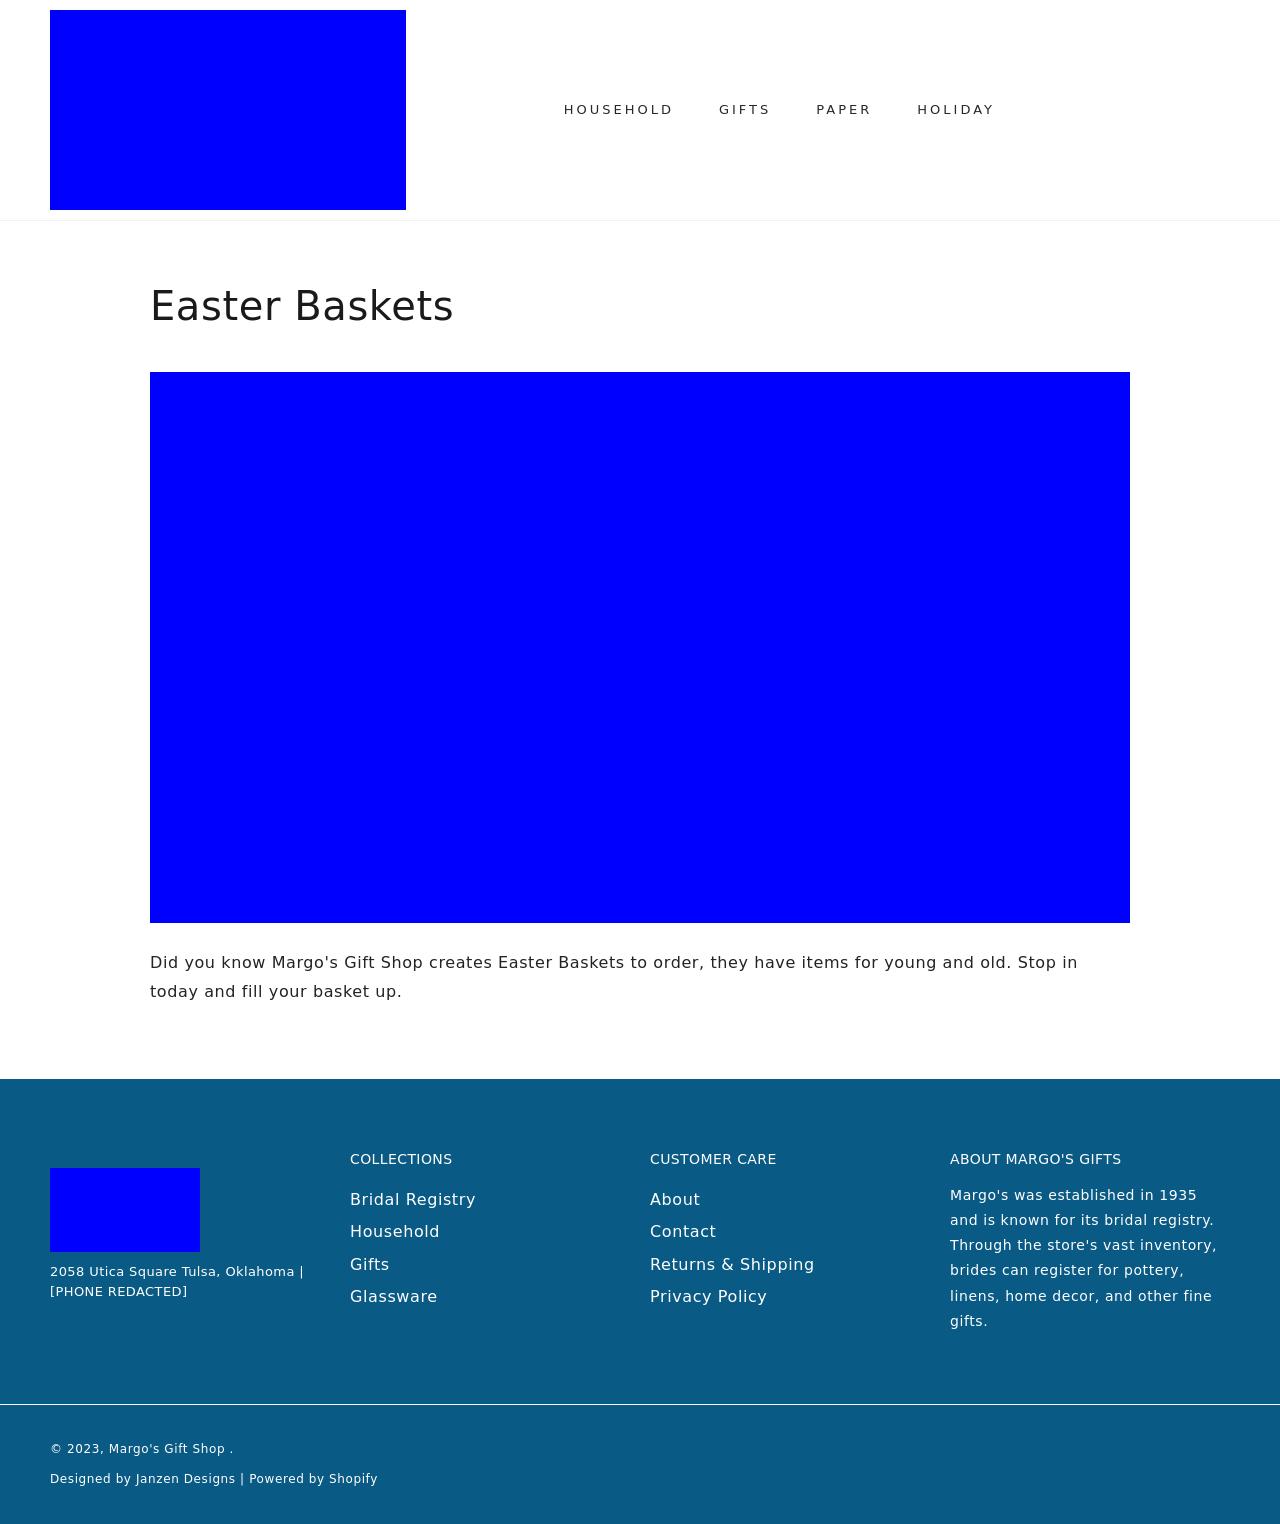 HOUSEHOLD GIFTS PAPER HOLIDAY
Easter Baskets
Did you know Margo's Gift Shop creates Easter Baskets to order, they have items for young and old. Stop in
today and fill your basket up.
2058 Utica Square Tulsa, Oklahoma |
[PHONE REDACTED]
COLLECTIONS
Bridal Registry
Household
Gifts
Glassware
CUSTOMER CARE
About
Contact
Returns & Shipping
Privacy Policy
ABOUT MARGO'S GIFTS
Margo's was established in 1935
and is known for its bridal registry.
Through the store's vast inventory,
brides can register for pottery,
linens, home decor, and other fine
gifts.
© 2023, Margo's Gift Shop .
Designed by Janzen Designs | Powered by Shopify